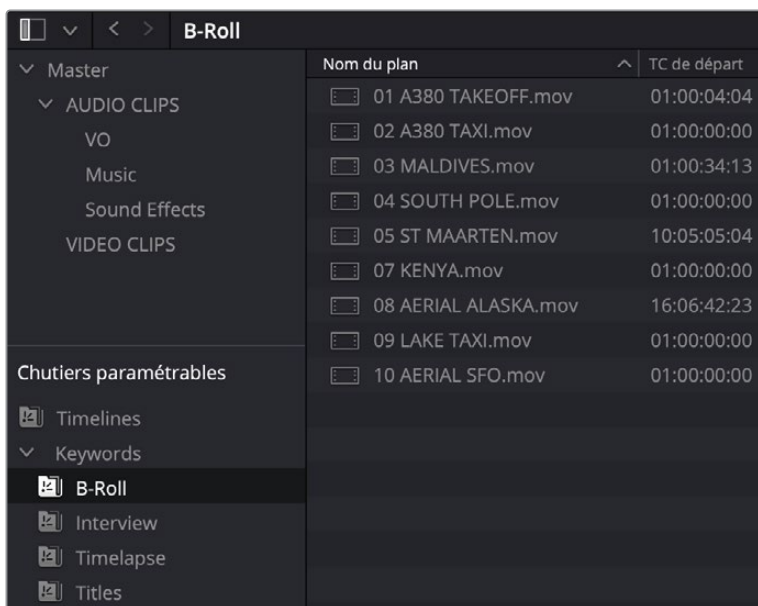 B-Roll
Master
AUDIO CLIPS
VO
Music
Sound Effects
VIDEO CLIPS
Chutiers paramétrables
Timelines
Keywords
B-Roll
Interview
Timelapse
Titles
Nom du plan TC de départ
01 A380 TAKEOFF.mov 01:00:04:04
02 A380 TAXI.mov 01:00:00:00
03 MALDIVES.mov 01:00:34:13
04 SOUTH POLE.mov 01:00:00:00
05 ST MAARTEN.mov 10:05:05:04
07 KENYA.mov 01:00:00:00
08 AERIAL ALASKA.mov 16:06:42:23
09 LAKE TAXI.mov 01:00:00:00
10 AERIAL SFO.mov 01:00:00:00